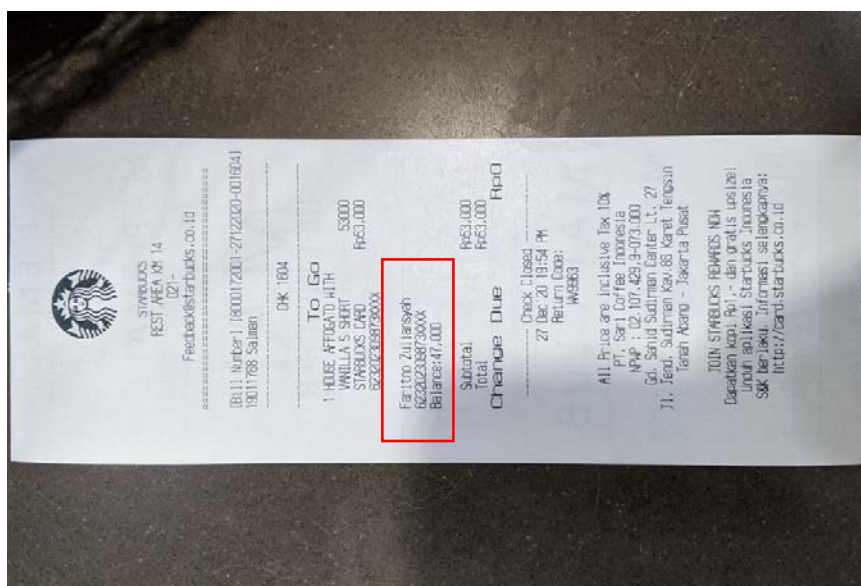 STARBUCKS
REST AREA KM 14
021-
Feedback@starbucks.co.id
[Bill Number] [8000172001-27122020-001604]
19011768 Salman
CHK 1604
To Go
1 HOUSE AFFOGATO WITH
VANILLA S SHORT 53000
STARBUCKS CARD Rp53,000
623202309873XXXX
Faritno Zuliansyah
6232023098873XXXX
Balance:47,000
Subtotal Rp53,000
Total Rp53,000
Change Due Rp0
Check Closed
27 Dec 20 19:54 PM
Return Code:
All Price are inclusive Tax 10%
PT. Sari Coffee Indonesia
NPWP : 02.107.429.9-073.000
Gd. Sahid Sudirman Center Lt. 27
Jl. Jend. Sudirman Kav.86 Karet Tengsin
Tanah Abang - Jakarta Pusat
JOIN STARBUCKS REWARDS NOW
Dapatkan kopi Rp1,- dan gratis upsize!
Unduh aplikasi Starbucks Indonesia
S&K berlaku. Informasi selengkapnya:
http://card.starbucks.co.id